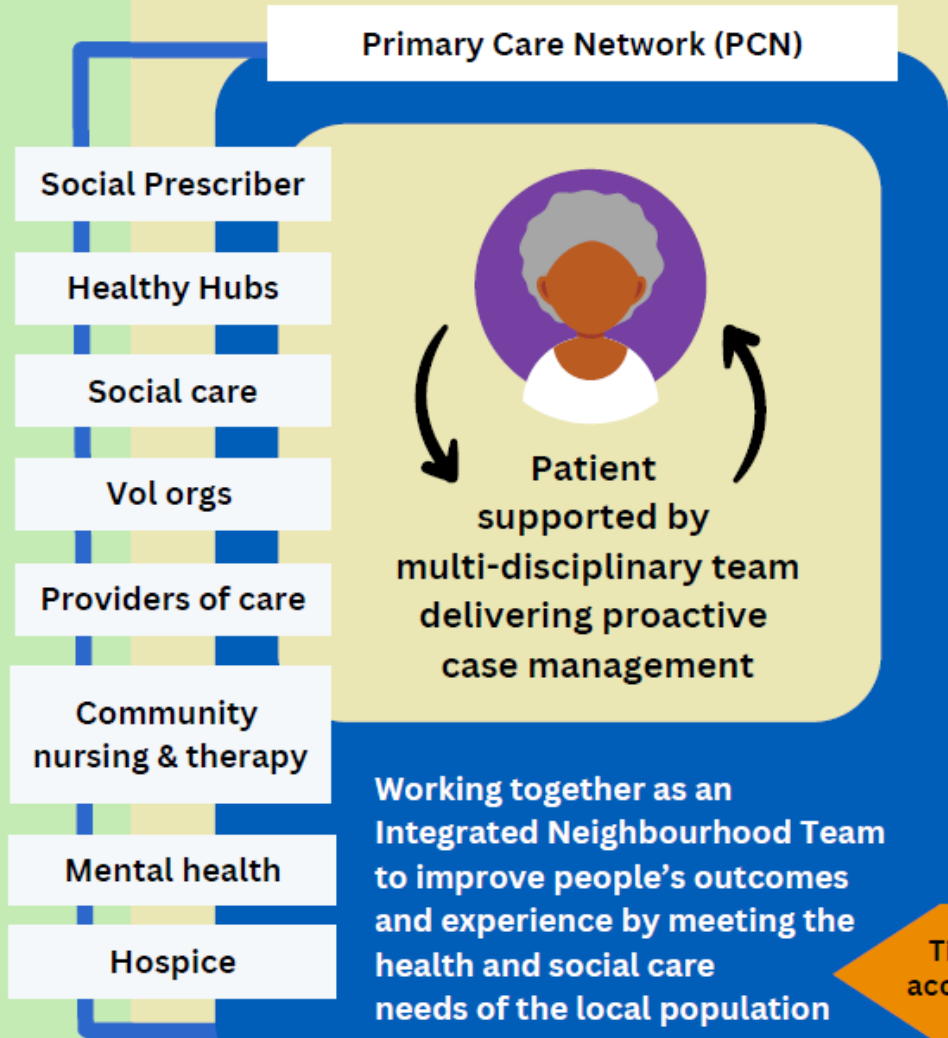 Primary Care Network (PCN)
Social Prescriber
Healthy Hubs
Social care
Vol orgs
Providers of care
Community
nursing & therapy
Mental health
Hospice
Patient
supported by
multi-disciplinary team
delivering proactive
case management
Working together as an
Integrated Neighbourhood Team
to improve people’s outcomes
and experience by meeting the
health and social care
needs of the local population